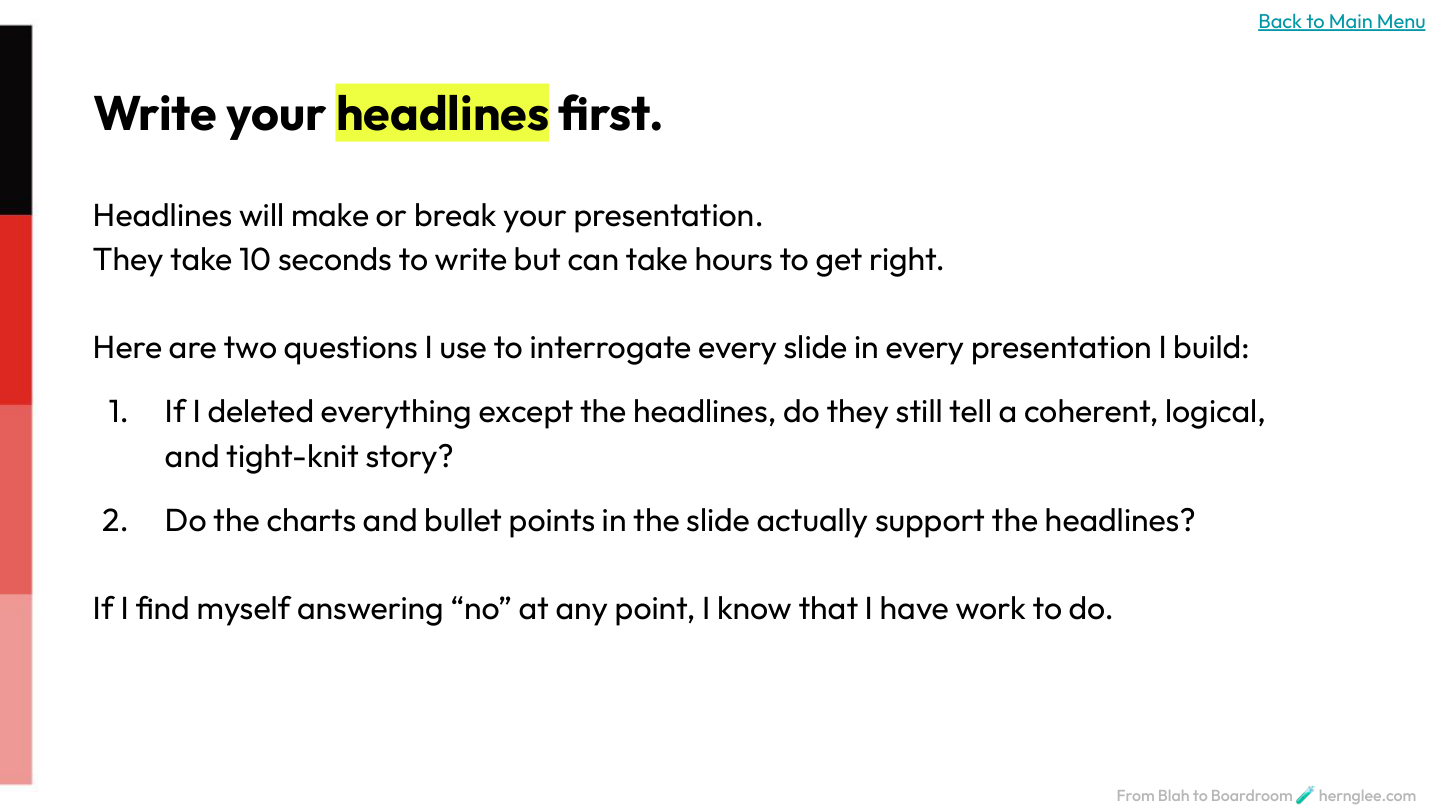 Back to Main Menu
Write your headlines first.
Headlines will make or break your presentation.
They take 10 seconds to write but can take hours to get right.
Here are two questions I use to interrogate every slide in every presentation I build:
1. If I deleted everything except the headlines, do they still tell a coherent, logical,
and tight-knit story?
2. Do the charts and bullet points in the slide actually support the headlines?
If I find myself answering “no” at any point, I know that I have work to do.
From Blah to Boardroom 🧪 hernglee.com